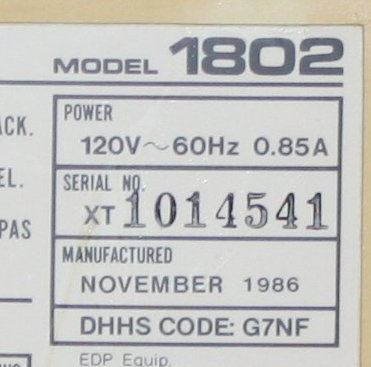 MODEL 1802
ACK.
POWER
120V~60Hz 0.85A
EL.
SERIAL NO.
XT 1014541
PAS
MANUFACTURED
NOVEMBER 1986
DHHS CODE: G7NF
EDP Equip.